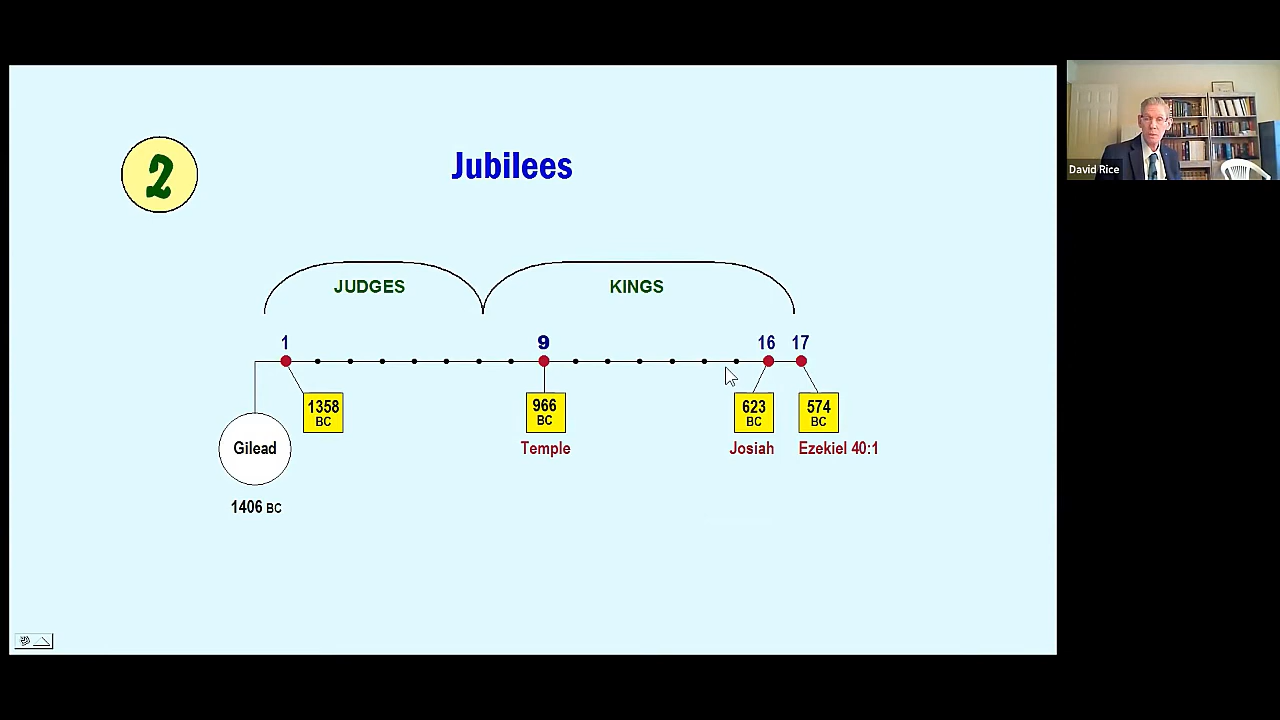 2
Jubilees
JUDGES
KINGS
1
9
16
17
1358
BC
966
BC
623
BC
574
BC
Gilead
Temple
Josiah
Ezekiel 40:1
1406 BC
David Rice